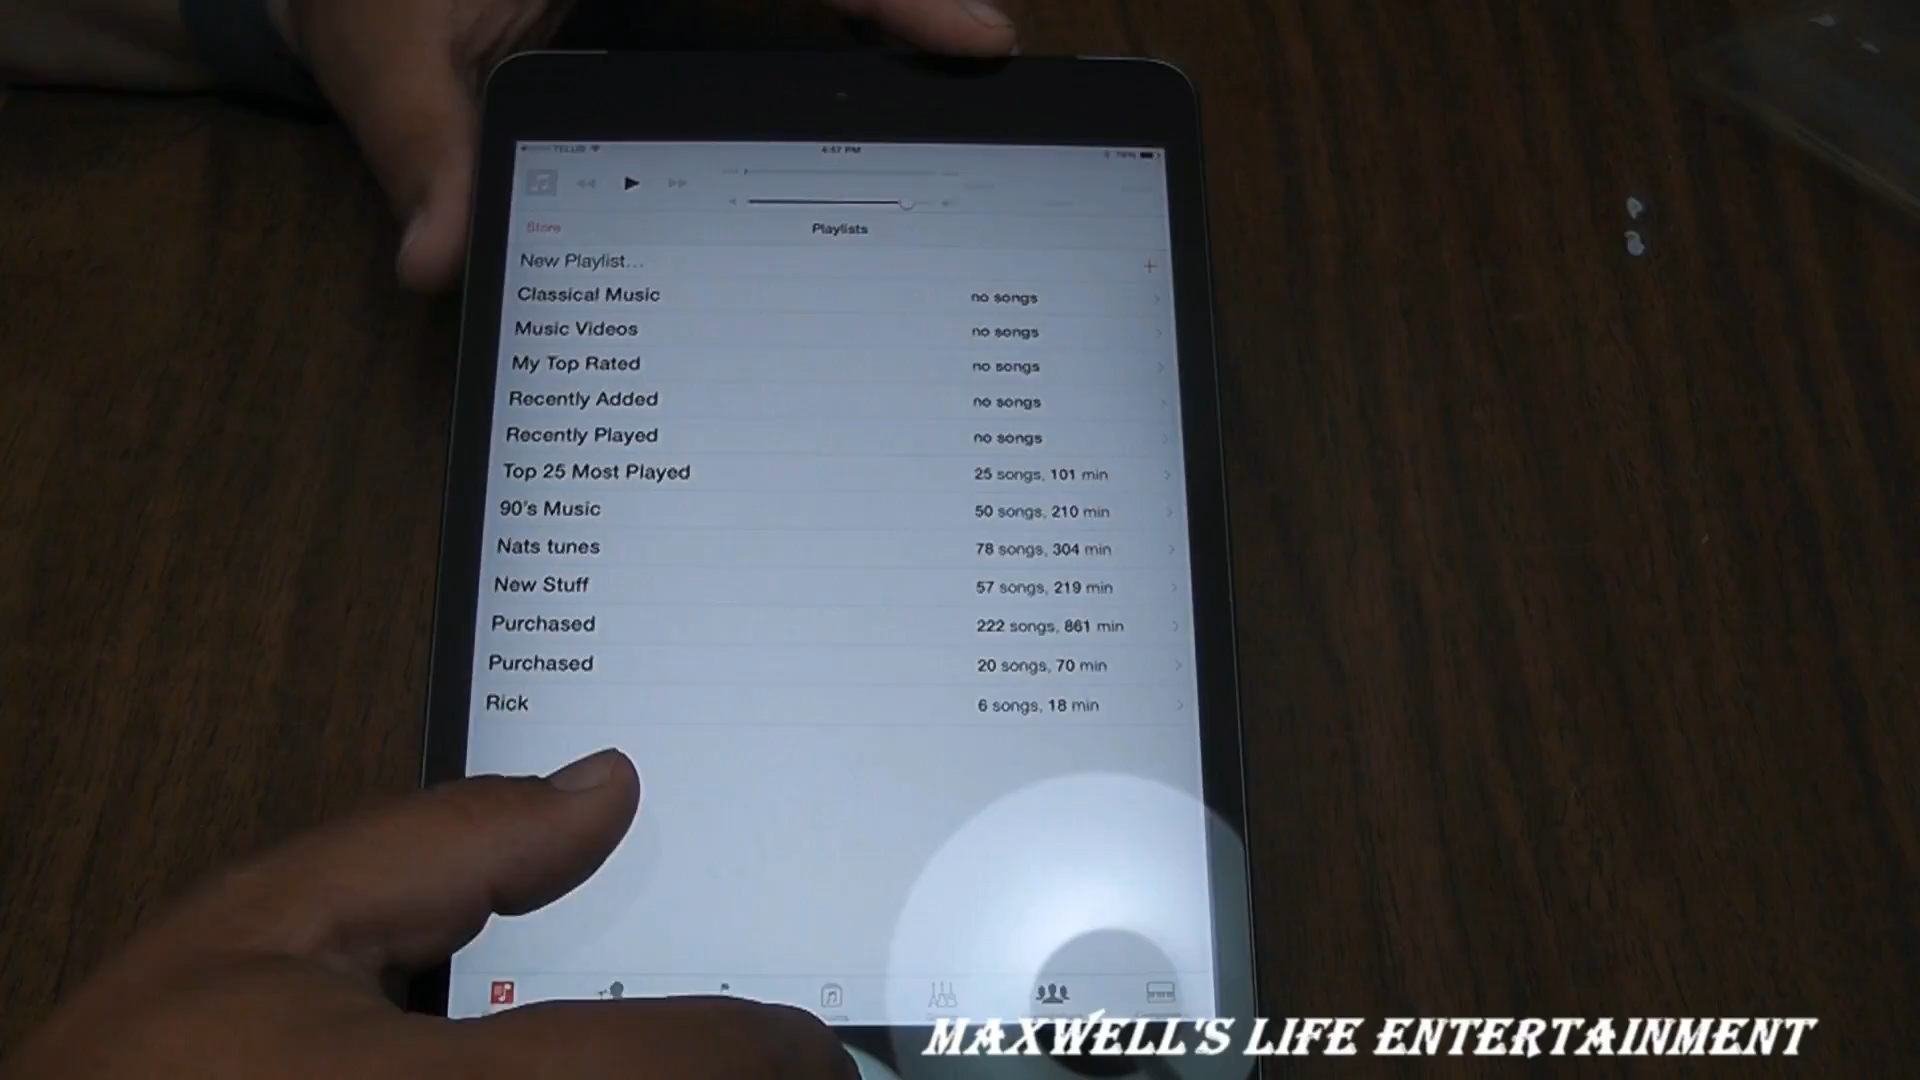 TELUS 4:57 PM 76%
Store Playlists
New Playlist... +
Classical Music no songs
Music Videos no songs
My Top Rated no songs
Recently Added no songs
Recently Played no songs
Top 25 Most Played 25 songs, 101 min
90's Music 50 songs, 210 min
Nats tunes 78 songs, 304 min
New Stuff 57 songs, 219 min
Purchased 222 songs, 861 min
Purchased 20 songs, 70 min
Rick 6 songs, 18 min
MAXWELL'S LIFE ENTERTAINMENT